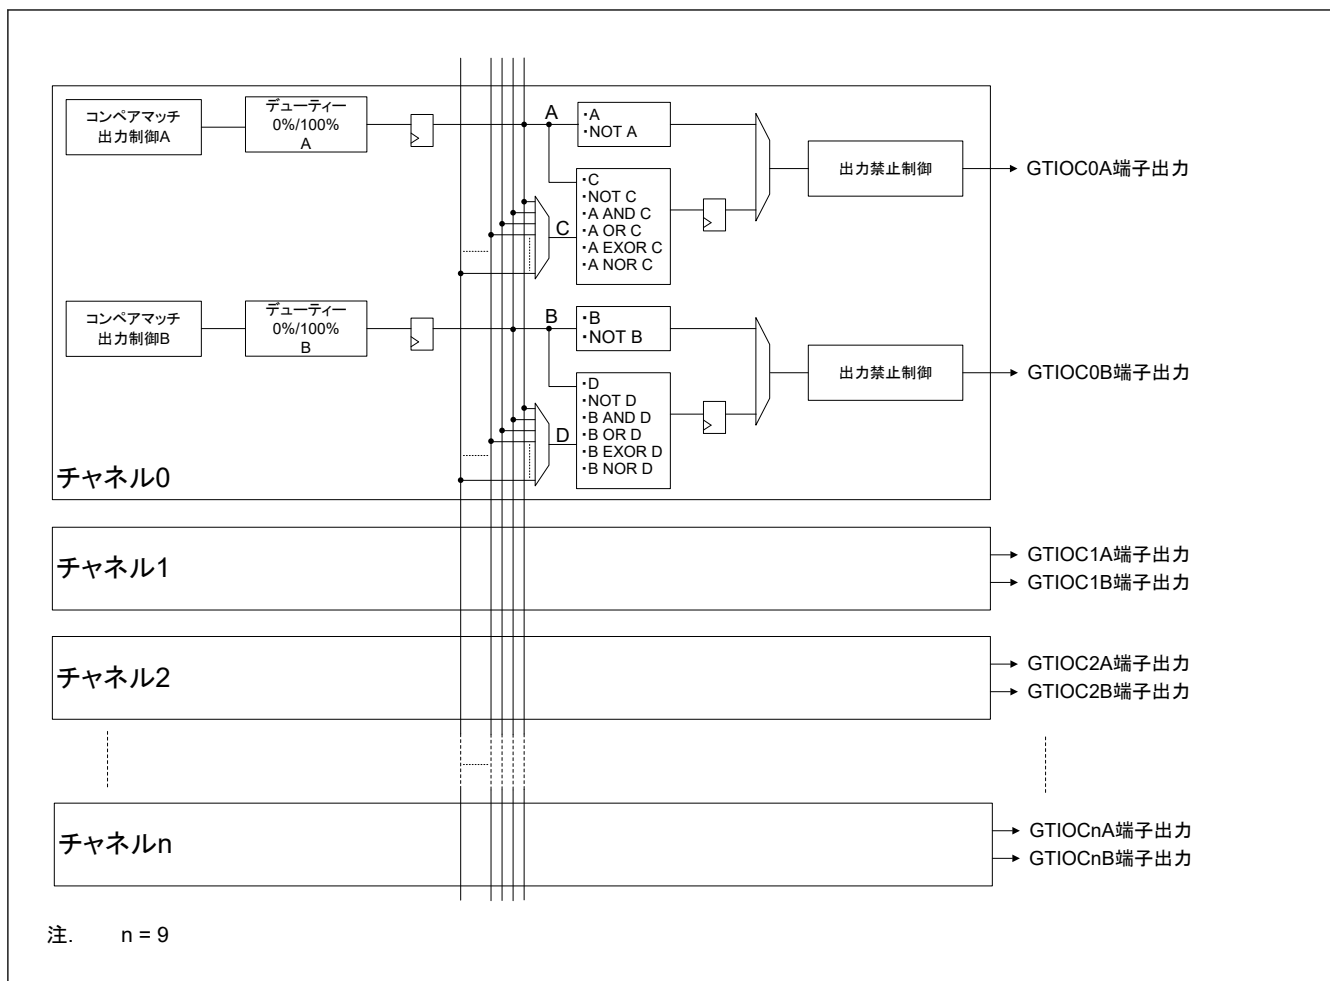 コンペアマッチ
出力制御A
デューティー
0%/100%
A
A
・A
・NOT A
出力禁止制御
GTIOC0A端子出力
・C
・NOT C
・A AND C
・A OR C
・A EXOR C
・A NOR C
C
コンペアマッチ
出力制御B
デューティー
0%/100%
B
B
・B
・NOT B
出力禁止制御
GTIOC0B端子出力
・D
・NOT D
・B AND D
・B OR D
・B EXOR D
・B NOR D
D
チャネル0
チャネル1
GTIOC1A端子出力
GTIOC1B端子出力
チャネル2
GTIOC2A端子出力
GTIOC2B端子出力
チャネルn
GTIOCnA端子出力
GTIOCnB端子出力
注. n = 9